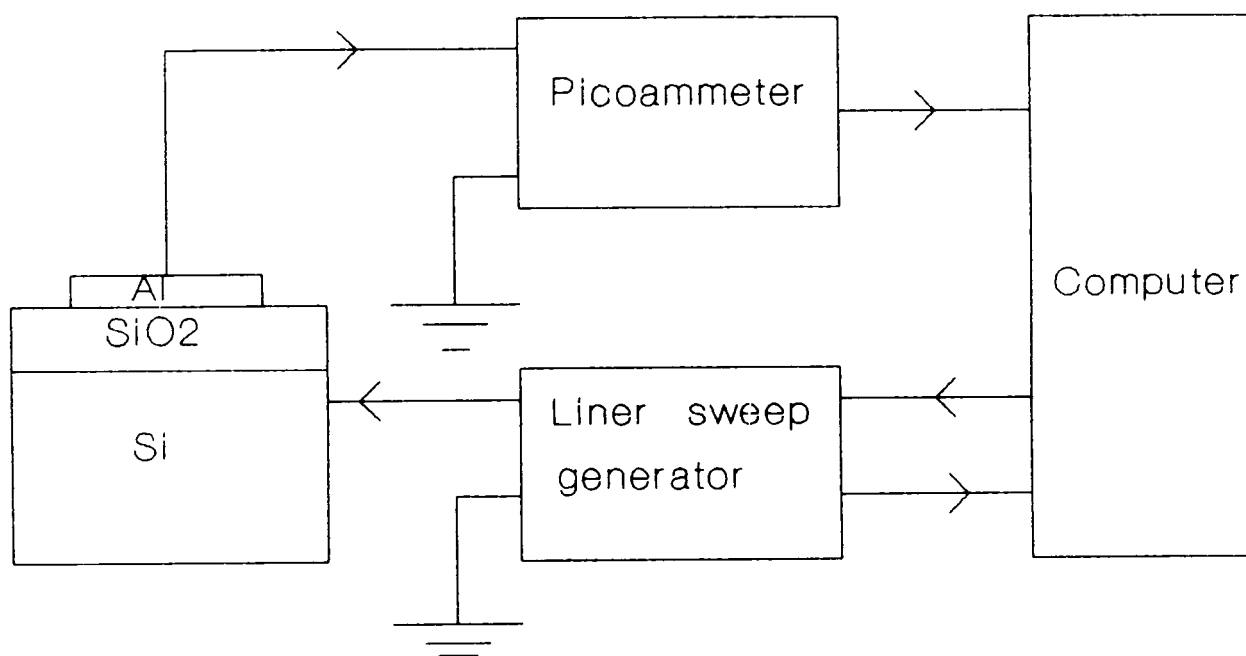 Picoammeter
Computer
Al
SiO2
Si
Liner sweep
generator